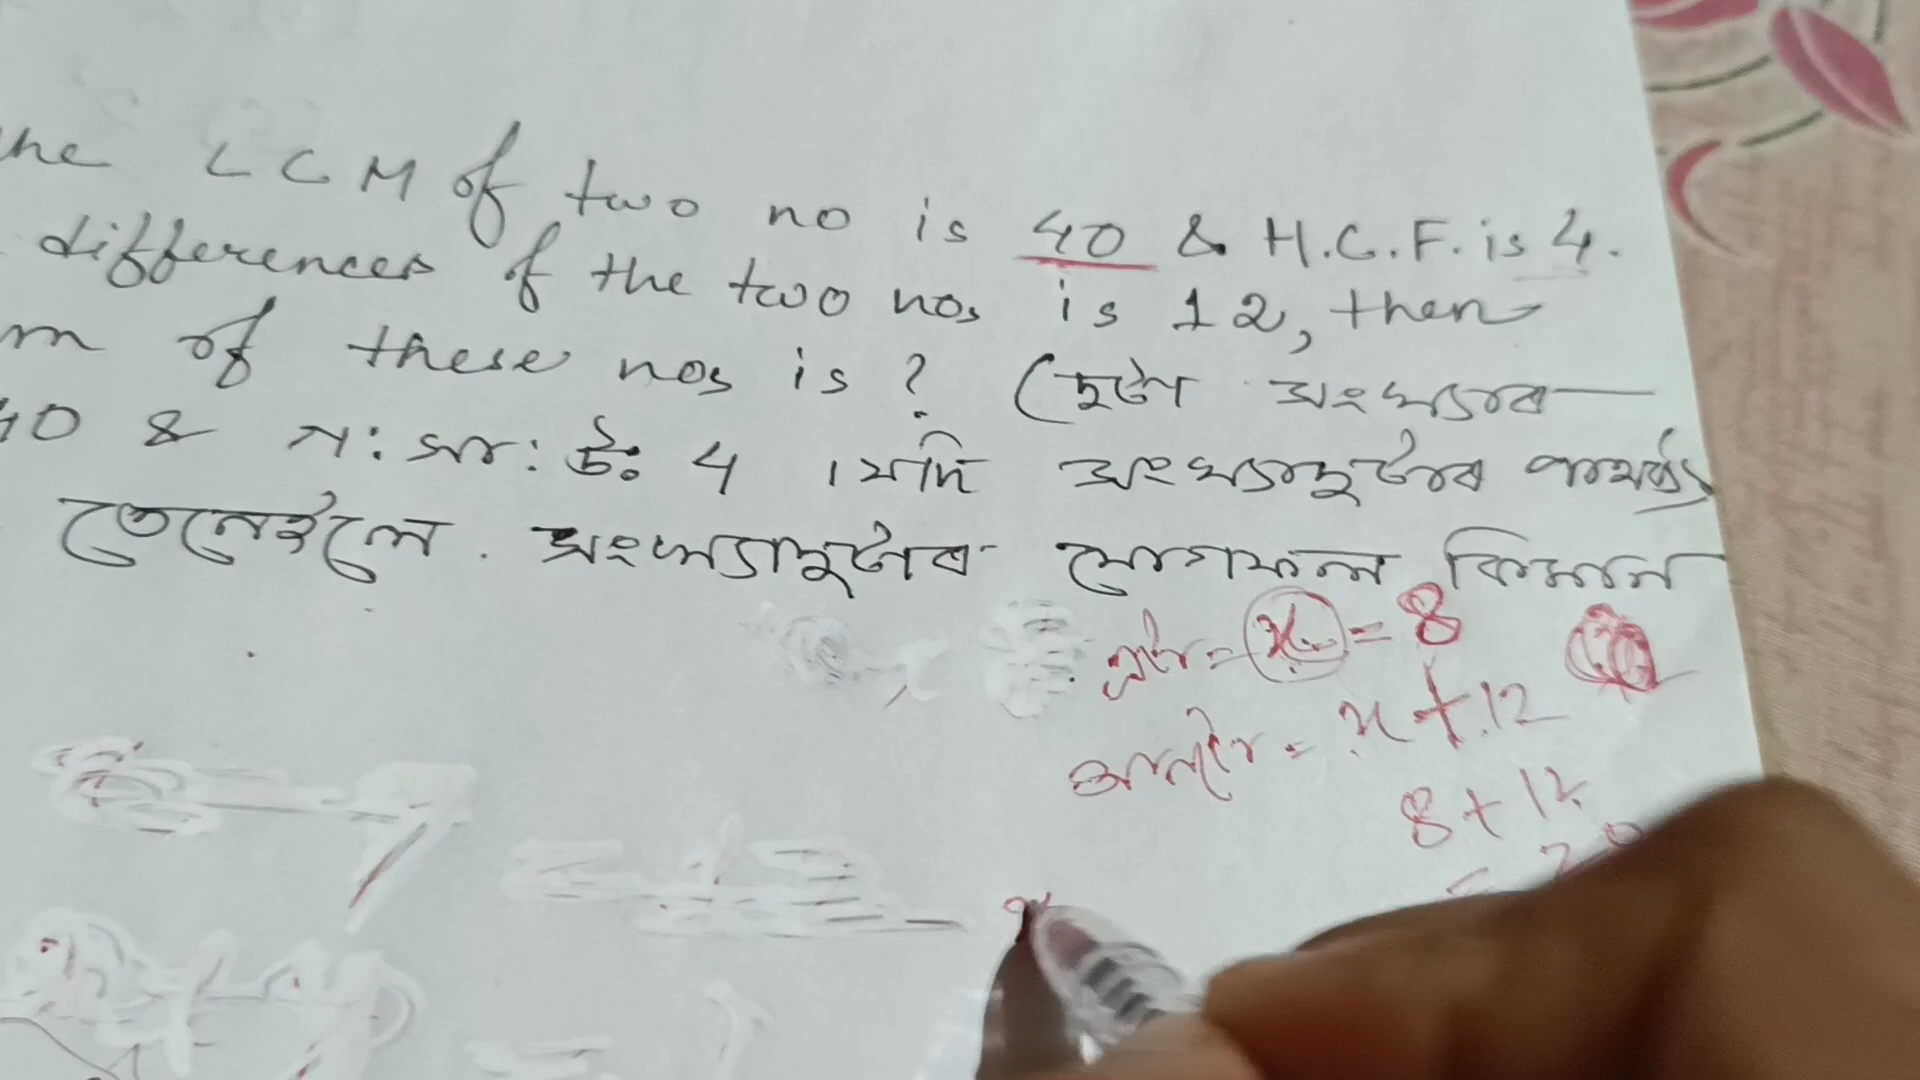 he LCM of two no is 40 & H.C.F. is 4.
differences of the two nos is 12, then
m of these nos is? (দুটা সংখ্যাৰ
40 & গ: সা: উঃ 4 । যদি সংখ্যাদুটাৰ পাৰ্থক্য
তেনেহলে সংখ্যাদুটাৰ যোগফল কিমান
= x = 8
= x + 12
8 + 12
= 20